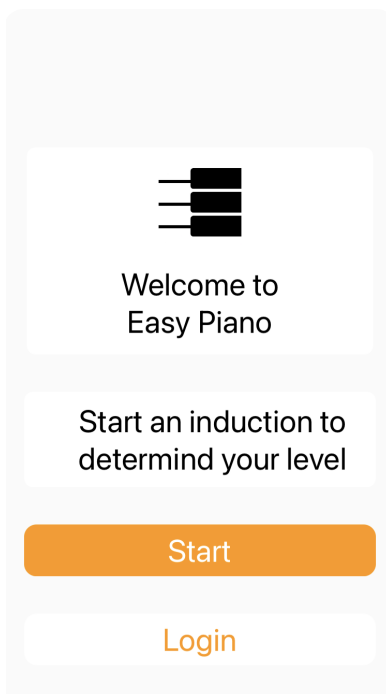 Welcome to
Easy Piano
Start an induction to
determind your level
Start
Login